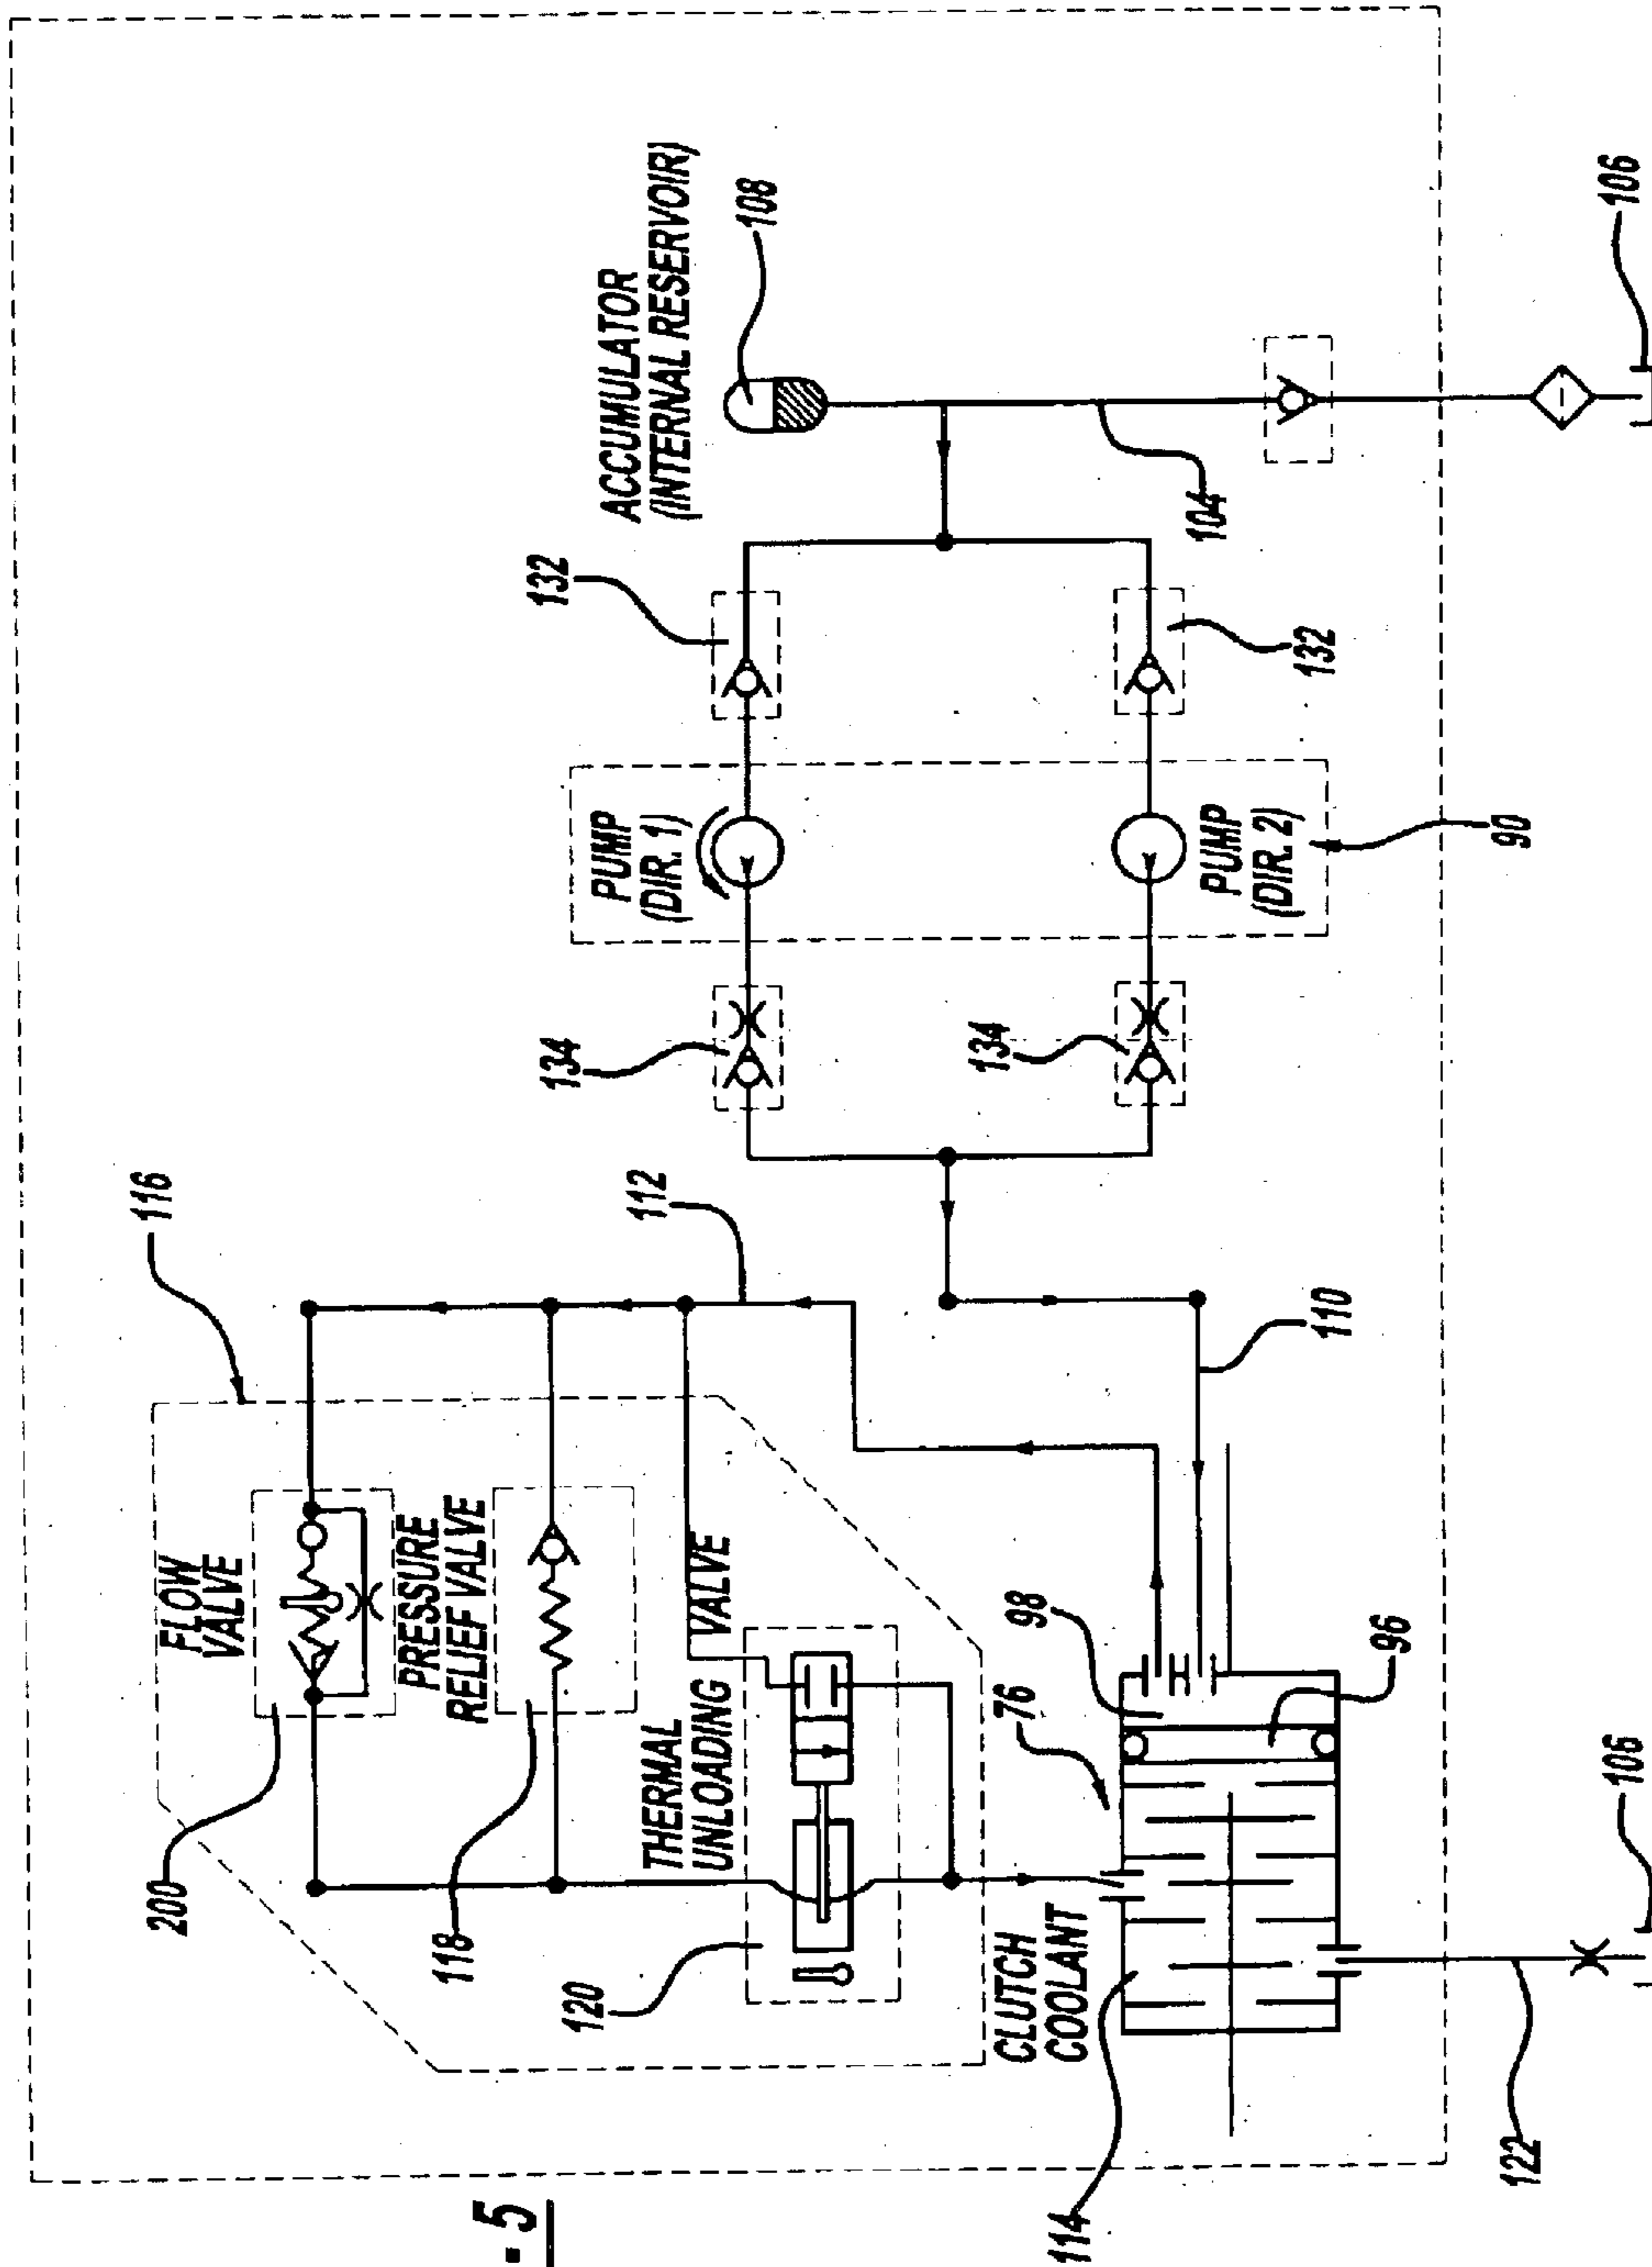 ACCUMULATOR
(INTERNAL RESERVOIR)
108
106
104
132
132
PUMP
(DIR. 1)
PUMP
(DIR. 2)
90
134
134
116
112
110
FLOW
VALVE
PRESSURE
RELIEF VALVE
THERMAL
UNLOADING
VALVE
200
118
120
98
96
76
CLUTCH
COOLANT
114
122
106
- 5